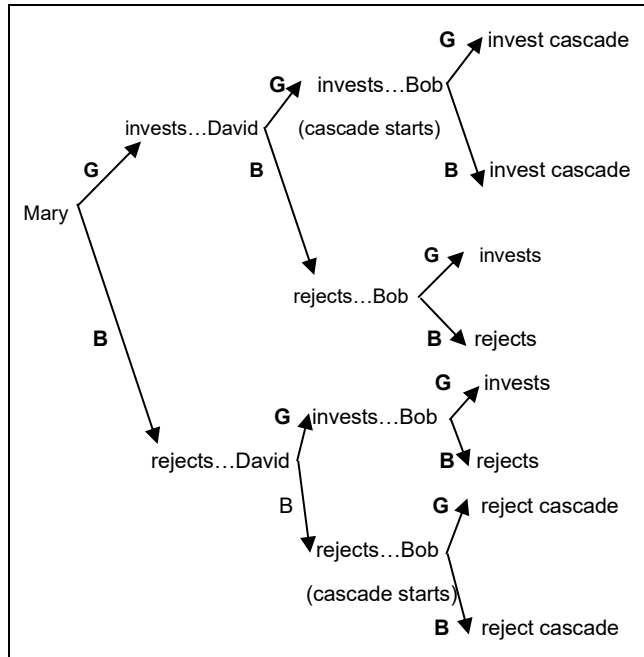 G invest cascade
G invests…Bob
invests…David (cascade starts)
G B B invest cascade
Mary
G invests
rejects…Bob
B B rejects
G invests
G invests…Bob
rejects…David B rejects
B G reject cascade
rejects…Bob
(cascade starts)
B reject cascade